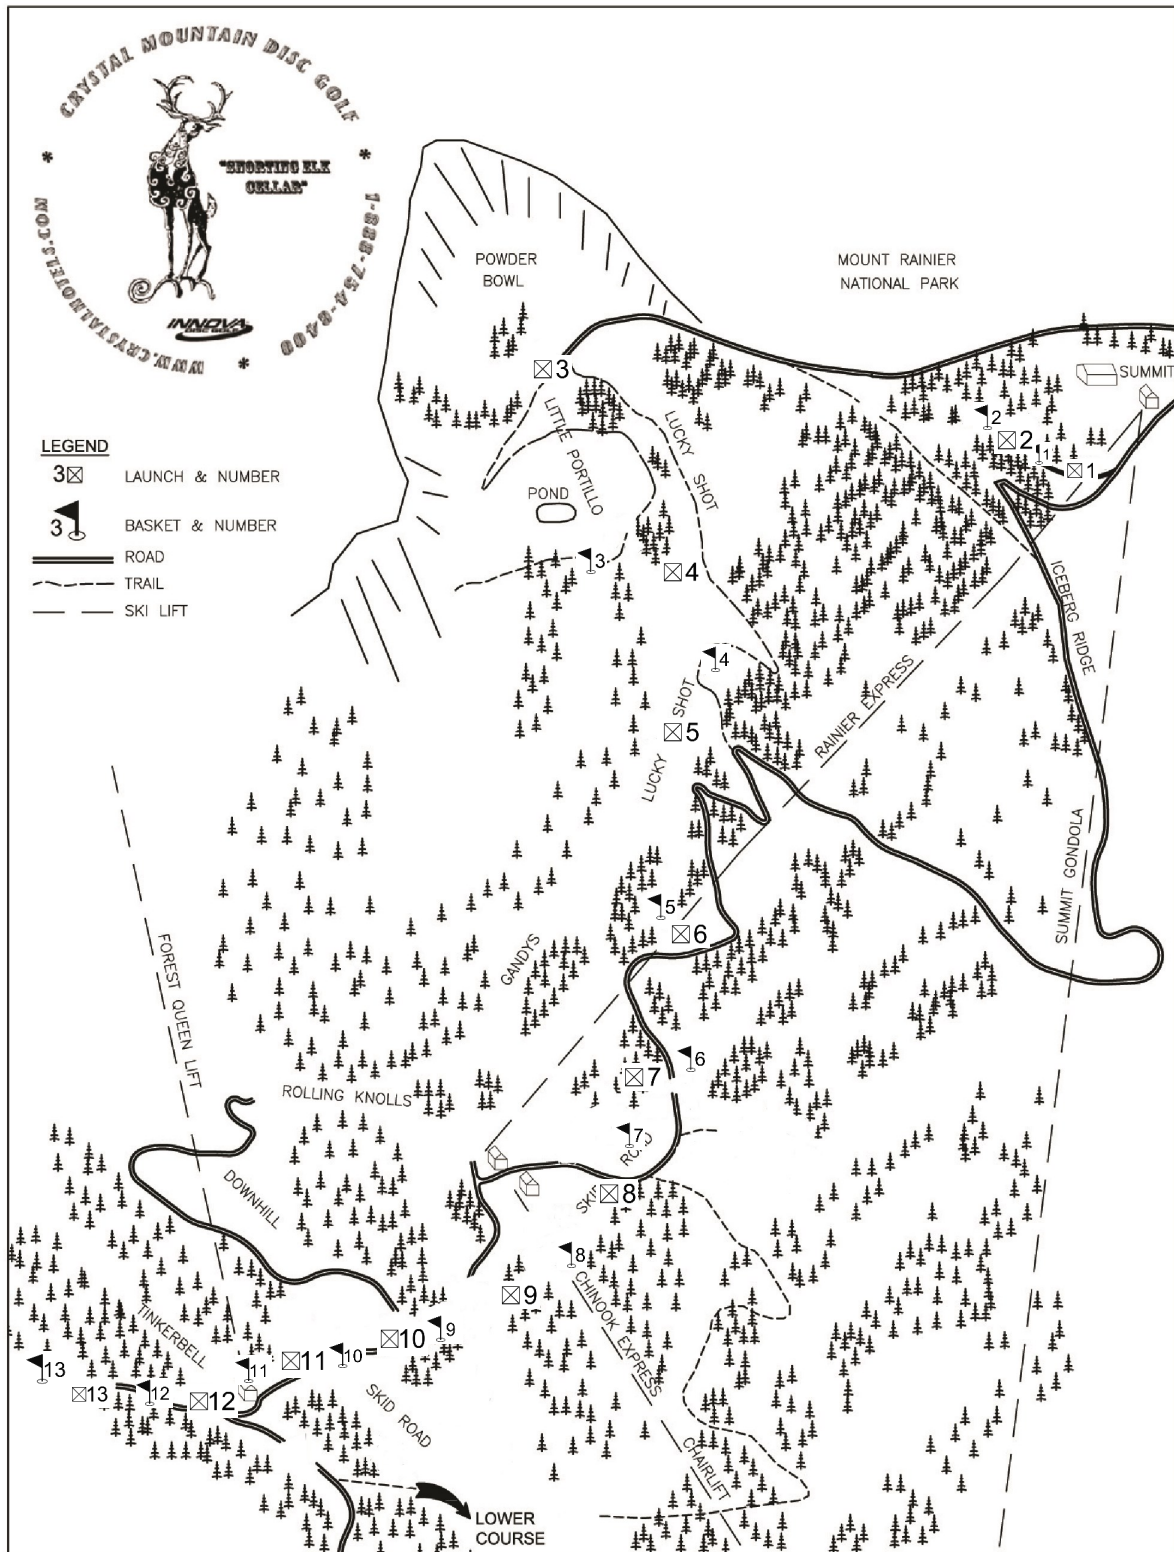 CRYSTAL MOUNTAIN DISC GOLF
"SNORTING ELK
CELLAR"
1-888-754-6400
WWW.CRYSTALHOTELS.COM
INNOVA
DISC GOLF
POWDER
BOWL
MOUNT RAINIER
NATIONAL PARK
SUMMIT
3
2
2
1
1
LITTLE PORTILLO
LUCKY SHOT
LEGEND
3 LAUNCH & NUMBER
3 BASKET & NUMBER
ROAD
TRAIL
SKI LIFT
POND
3
4
ICEBERG RIDGE
4
RAINIER EXPRESS
LUCKY SHOT
5
SUMMIT GONDOLA
5
6
GANDYS
FOREST QUEEN LIFT
6
7
ROLLING KNOLLS
7
SKID ROAD
8
DOWNHILL
8
9
CHINOOK EXPRESS
CHAIRLIFT
9
10
10
11
11
TINKERBELL
13
13
12
12
SKID ROAD
LOWER
COURSE